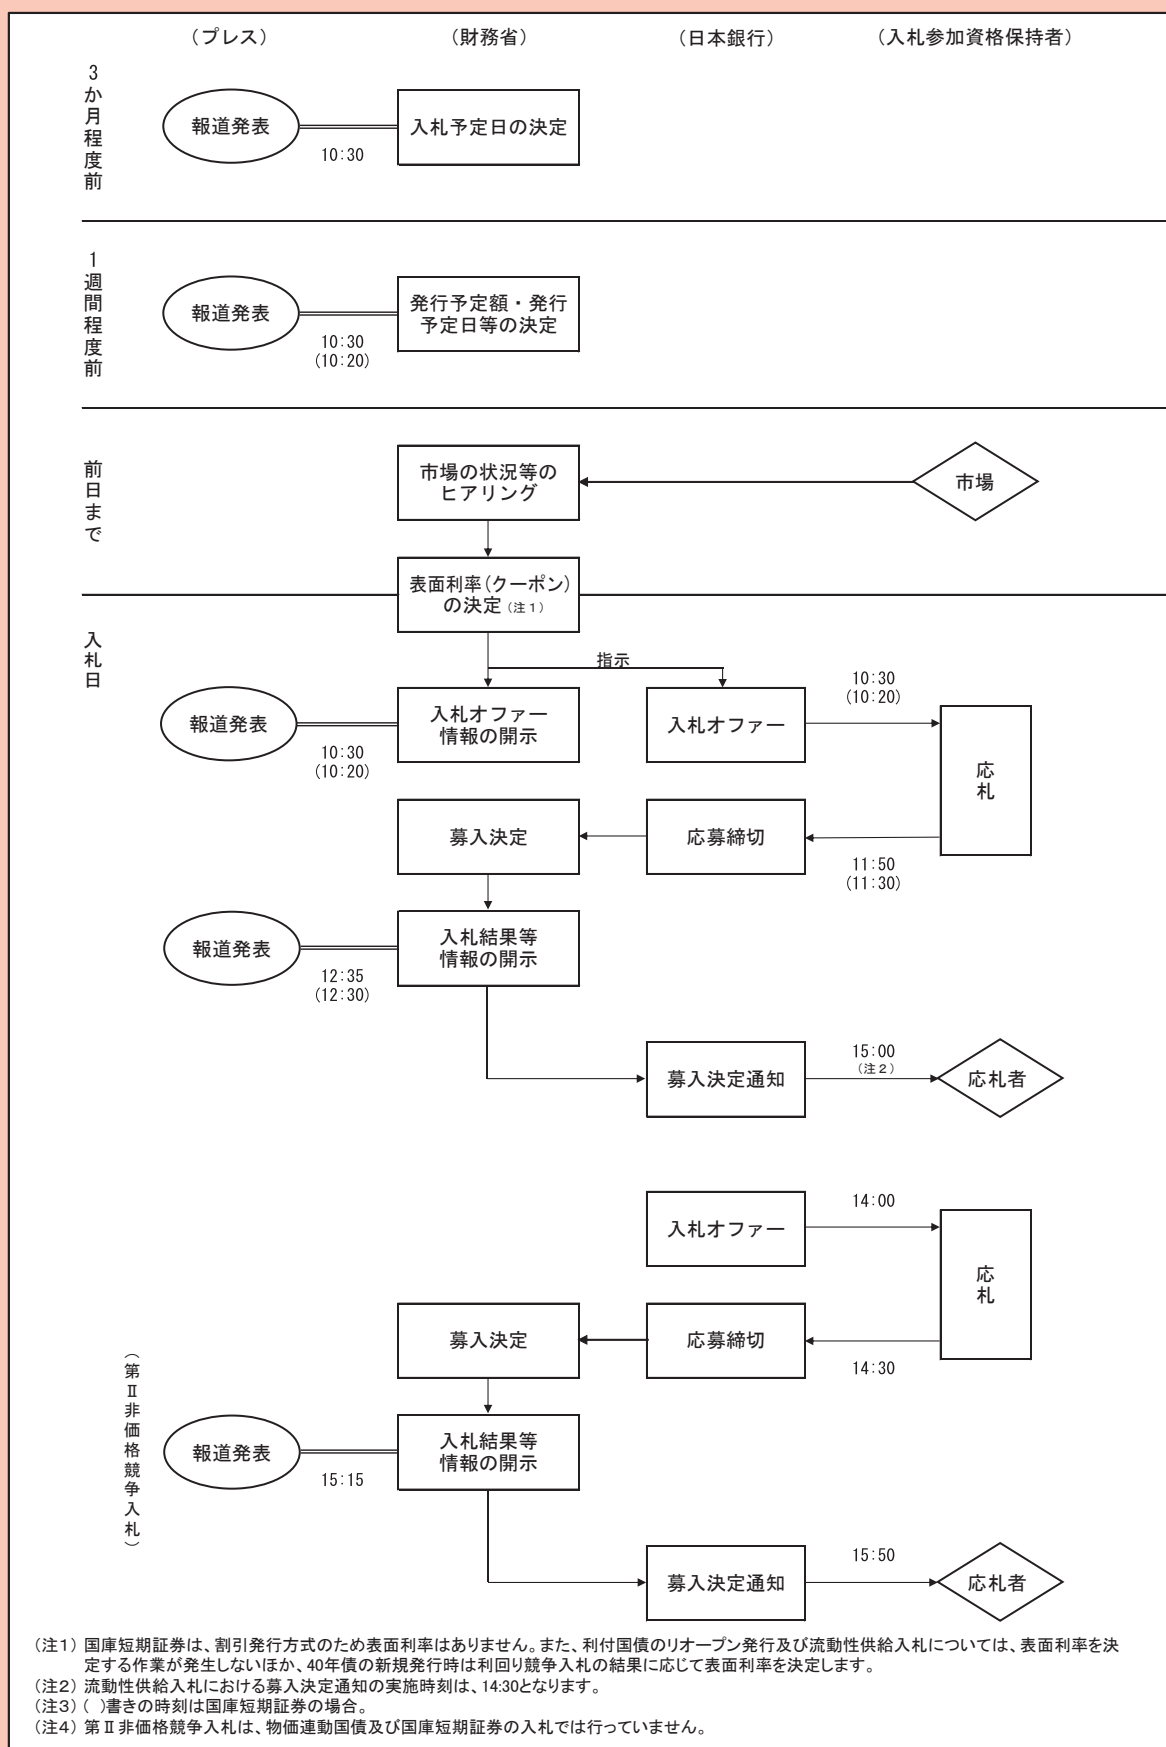 （プレス）
（財務省）
（日本銀行）
（入札参加資格保持者）
3か月程度前
報道発表
10:30
入札予定日の決定
1週間程度前
報道発表
10:30
(10:20)
発行予定額・発行
予定日等の決定
前日まで
市場の状況等の
ヒアリング
市場
表面利率(クーポン)
の決定（注１）
入札日
指示
報道発表
10:30
(10:20)
入札オファー
情報の開示
入札オファー
10:30
(10:20)
応札
募入決定
応募締切
11:50
(11:30)
報道発表
12:35
(12:30)
入札結果等
情報の開示
募入決定通知
15:00
（注２）
応札者
（第Ⅱ非価格競争入札）
入札オファー
14:00
応札
募入決定
応募締切
14:30
報道発表
15:15
入札結果等
情報の開示
募入決定通知
15:50
応札者
（注1）国庫短期証券は、割引発行方式のため表面利率はありません。また、利付国債のリオープン発行及び流動性供給入札については、表面利率を決
定する作業が発生しないほか、40年債の新規発行時は利回り競争入札の結果に応じて表面利率を決定します。
（注2）流動性供給入札における募入決定通知の実施時刻は、14:30となります。
（注3）(　)書きの時刻は国庫短期証券の場合。
（注4）第Ⅱ非価格競争入札は、物価連動国債及び国庫短期証券の入札では行っていません。